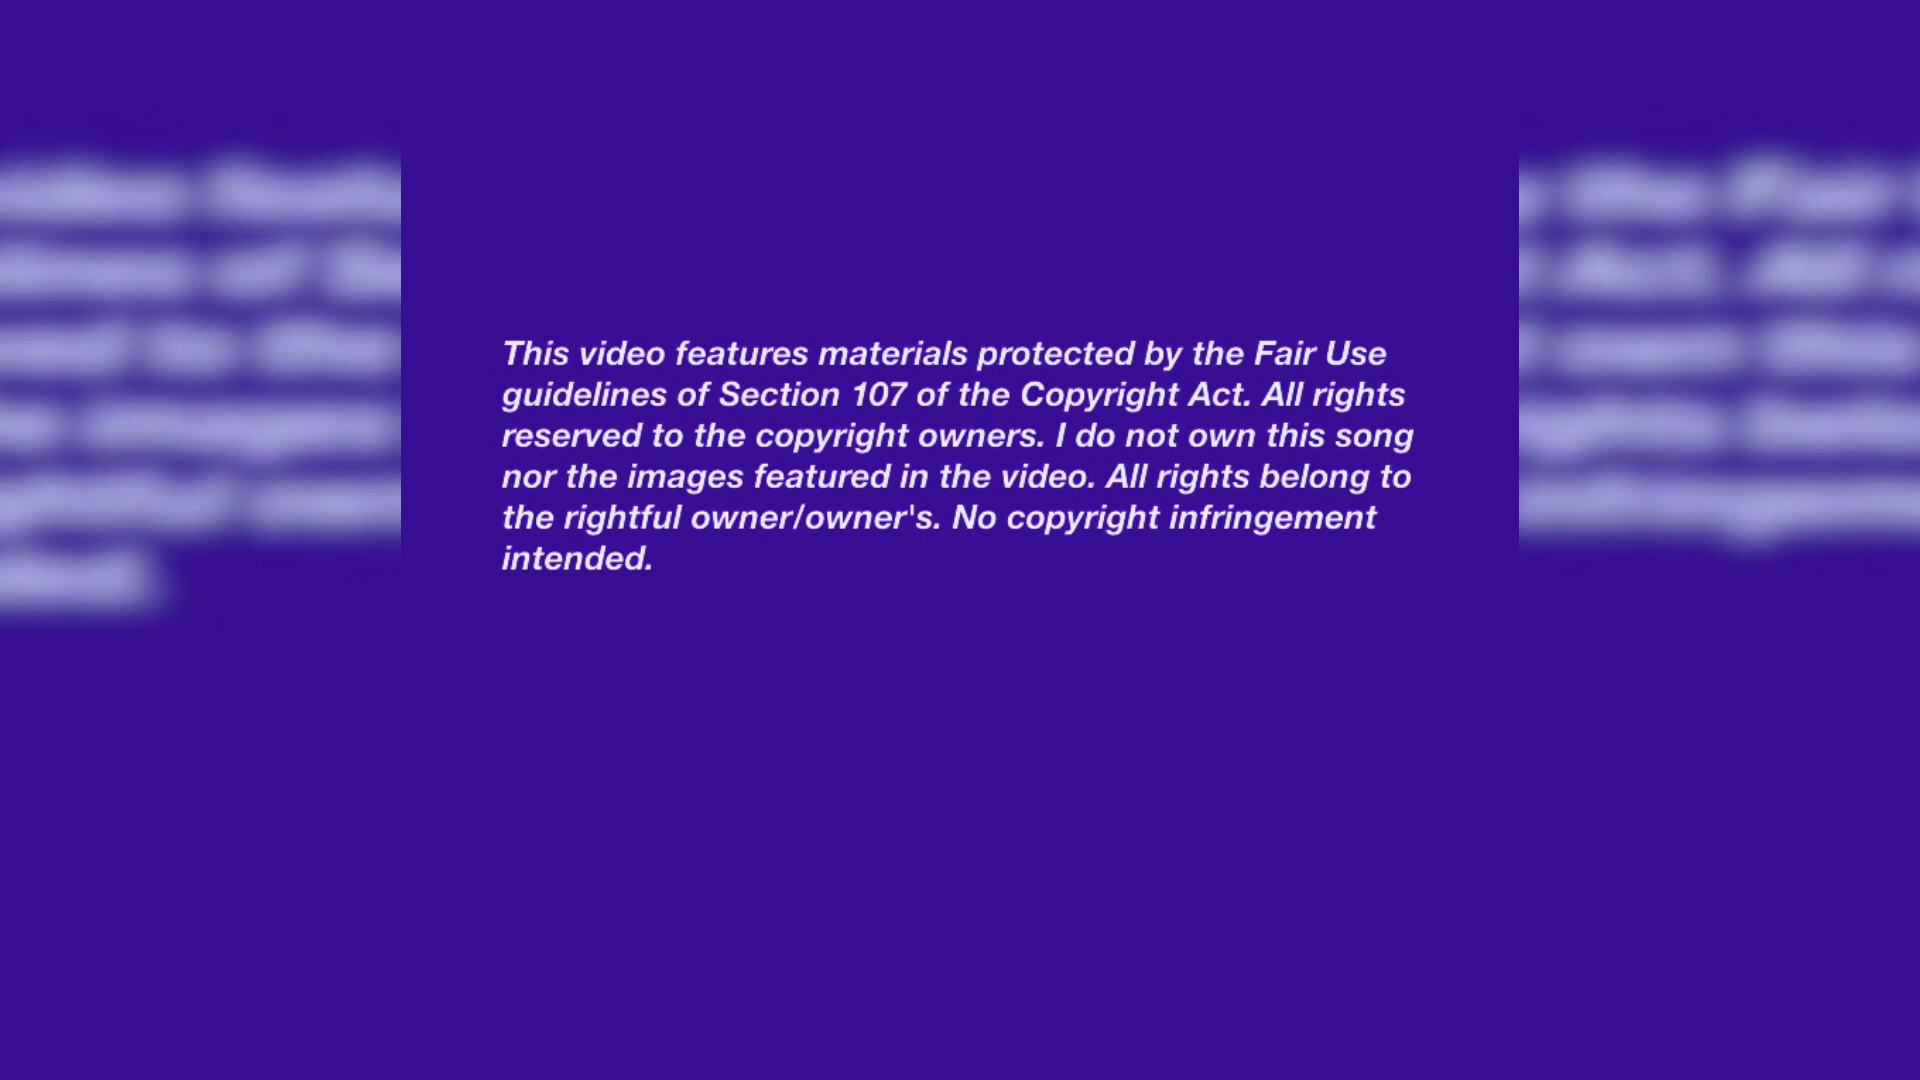 This video features materials protected by the Fair Use
guidelines of Section 107 of the Copyright Act. All rights
reserved to the copyright owners. I do not own this song
nor the images featured in the video. All rights belong to
the rightful owner/owner's. No copyright infringement
intended.